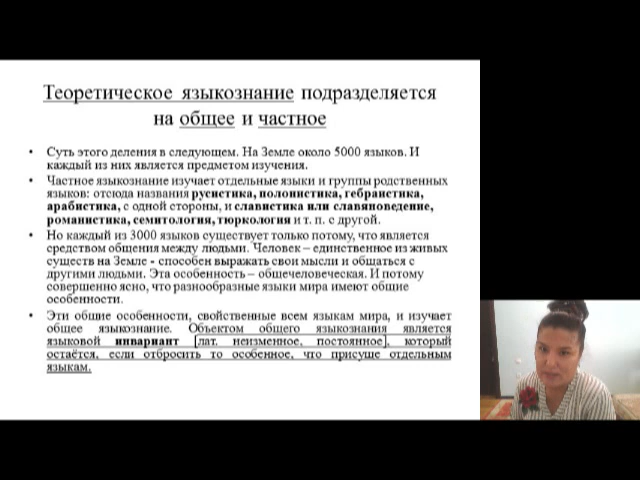 Теоретическое языкознание подразделяется
на общее и частное
• Суть этого деления в следующем. На Земле около 5000 языков. И
каждый из них является предметом изучения.
• Частное языкознание изучает отдельные языки и группы родственных
языков: отсюда названия русистика, полонистика, гебраистика,
арабистика, с одной стороны, и славистика или славяноведение,
романистика, семитология, тюркология и т. п. с другой.
• Но каждый из 3000 языков существует только потому, что является
средством общения между людьми. Человек – единственное из живых
существ на Земле - способен выражать свои мысли и общаться с
другими людьми. Эта особенность – общечеловеческая. И потому
совершенно ясно, что разнообразные языки мира имеют общие
особенности.
• Эти общие особенности, свойственные всем языкам мира, и изучает
общее языкознание. Объектом общего языкознания является
языковой инвариант [лат. неизменное, постоянное], который
остаётся, если отбросить то особенное, что присуще отдельным
языкам.